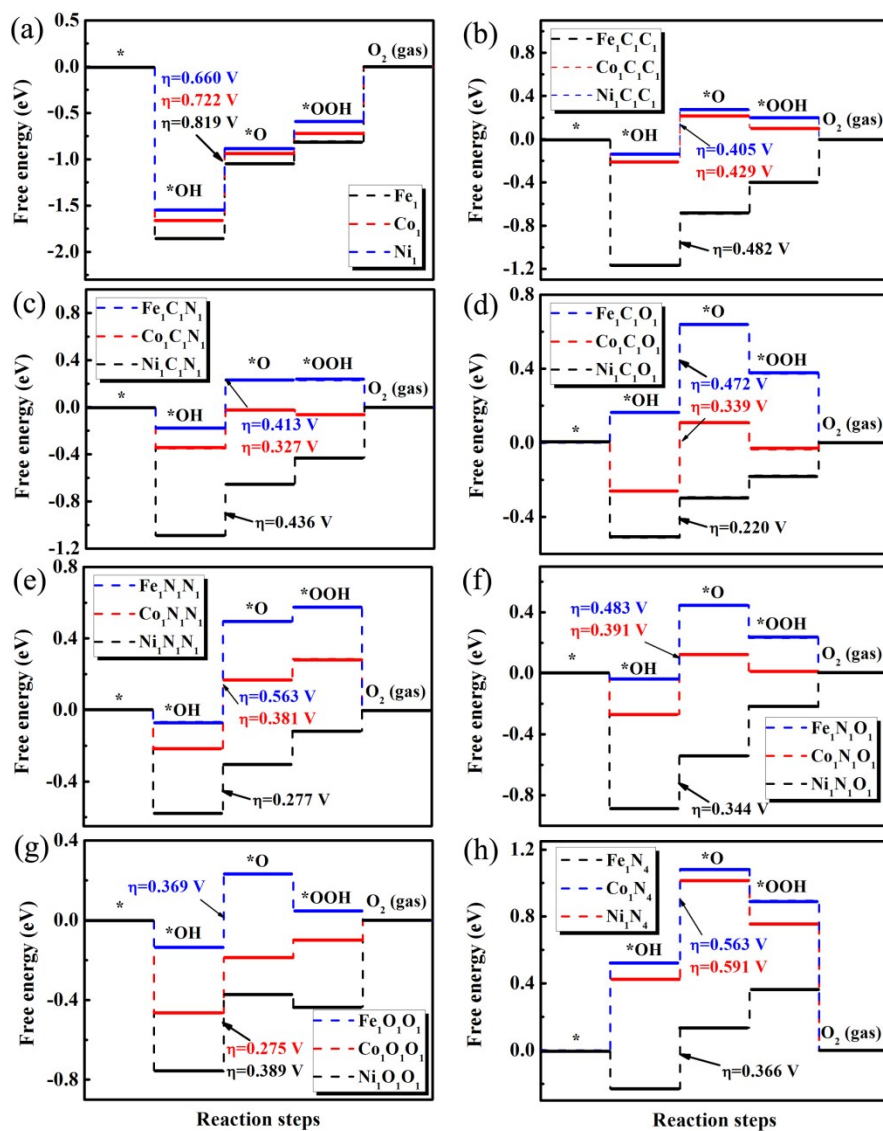 (a)
0.5
0.0
-0.5
-1.0
-1.5
-2.0
Free energy (eV)
*
η=0.660 V
η=0.722 V
η=0.819 V
*OH
*O
*OOH
O₂ (gas)
Fe₁
Co₁
Ni₁
(b)
1.0
0.8
0.4
0.0
-0.4
-0.8
-1.2
Free energy (eV)
Fe₁C₁C₁
Co₁C₁C₁
Ni₁C₁C₁
*
*OH
*O
*OOH
O₂ (gas)
η=0.405 V
η=0.429 V
η=0.482 V
(c)
0.8
0.4
0.0
-0.4
-0.8
-1.2
Free energy (eV)
Fe₁C₁N₁
Co₁C₁N₁
Ni₁C₁N₁
*
*OH
*O
*OOH
O₂ (gas)
η=0.413 V
η=0.327 V
η=0.436 V
(d)
0.8
0.4
0.0
-0.4
Free energy (eV)
Fe₁C₁O₁
Co₁C₁O₁
Ni₁C₁O₁
*
*OH
*O
*OOH
O₂ (gas)
η=0.472 V
η=0.339 V
η=0.220 V
(e)
0.8
0.4
0.0
-0.4
Free energy (eV)
Fe₁N₁N₁
Co₁N₁N₁
Ni₁N₁N₁
*
*OH
*O
*OOH
O₂ (gas)
η=0.563 V
η=0.381 V
η=0.277 V
(f)
0.4
0.0
-0.4
-0.8
Free energy (eV)
η=0.483 V
η=0.391 V
*
*OH
*O
*OOH
O₂ (gas)
Fe₁N₁O₁
Co₁N₁O₁
Ni₁N₁O₁
η=0.344 V
(g)
0.4
0.0
-0.4
-0.8
Free energy (eV)
η=0.369 V
*
*OH
*O
*OOH
O₂ (gas)
η=0.275 V
η=0.389 V
Fe₁O₁O₁
Co₁O₁O₁
Ni₁O₁O₁
Reaction steps
(h)
1.2
0.9
0.6
0.3
0.0
Free energy (eV)
Fe₁N₄
Co₁N₄
Ni₁N₄
*
*OH
*O
*OOH
O₂ (gas)
η=0.563 V
η=0.591 V
η=0.366 V
Reaction steps